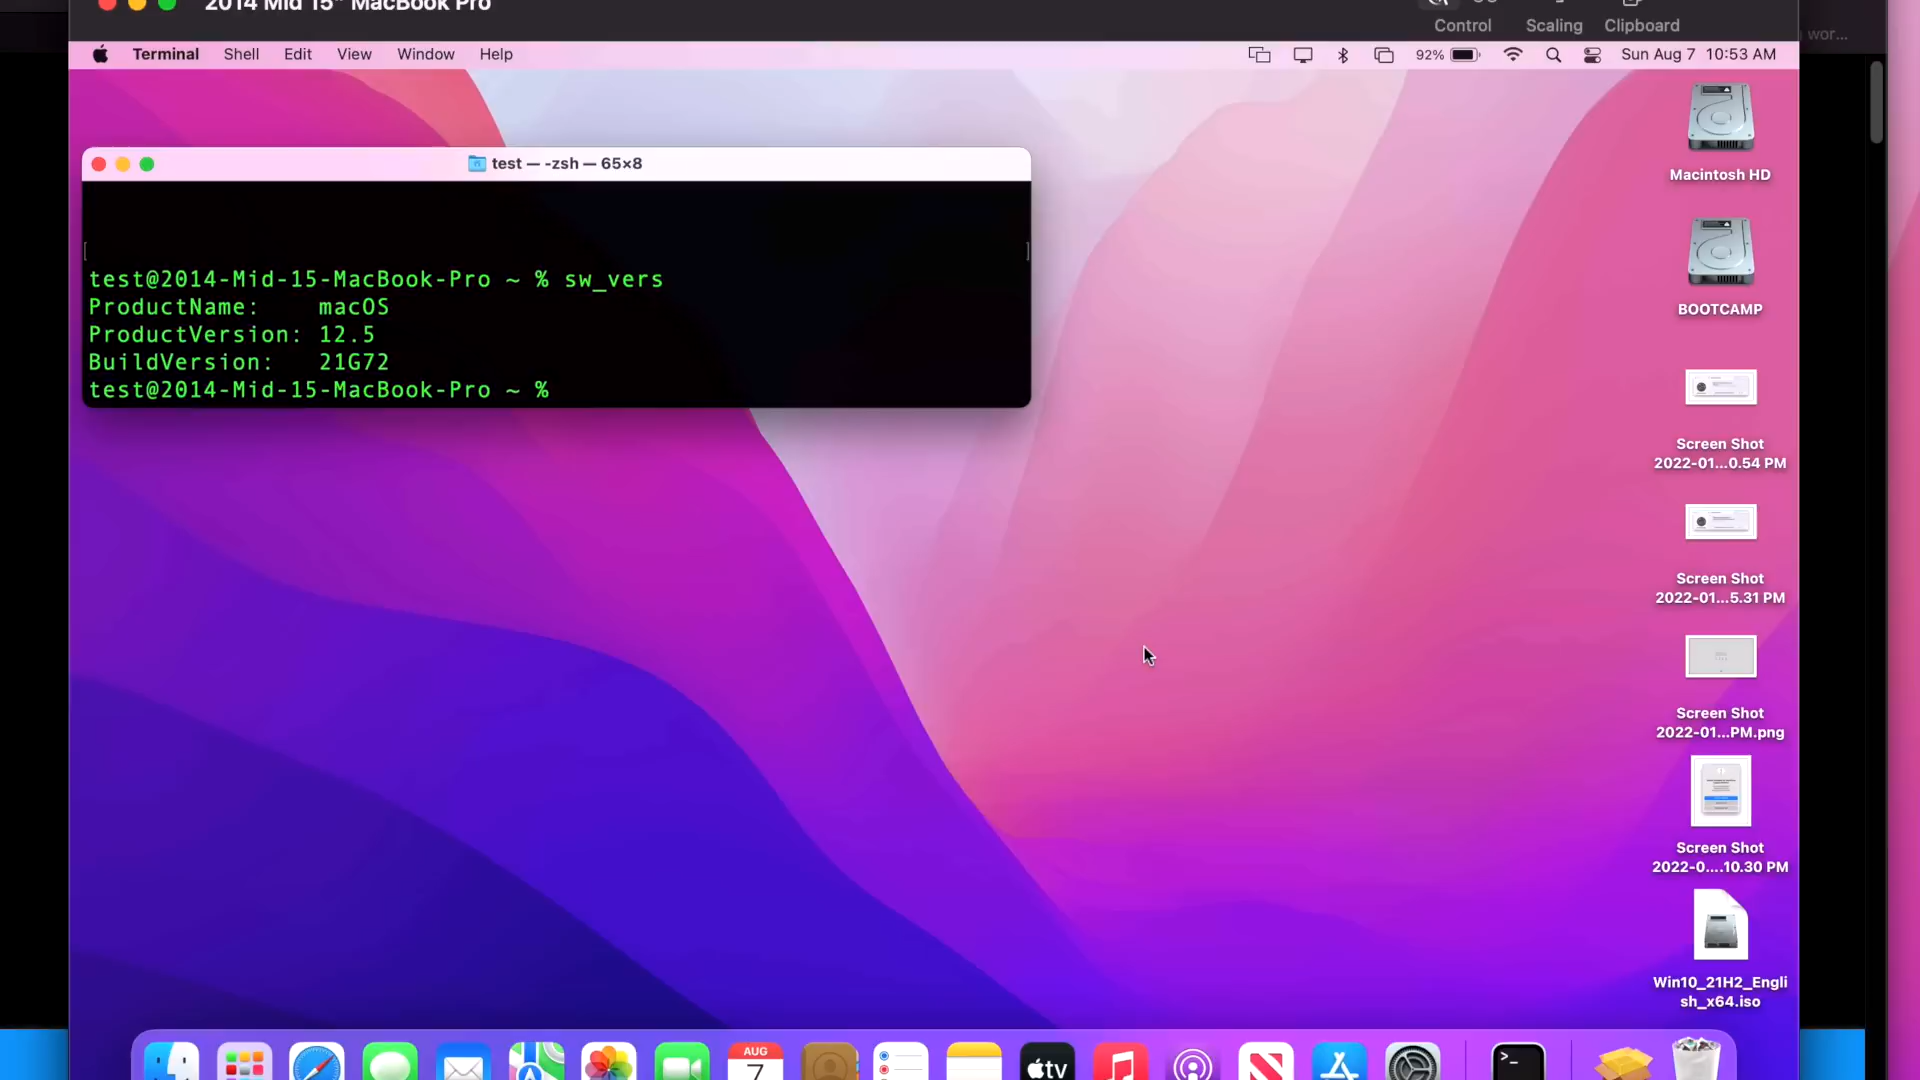 2014 Mid 15" MacBook Pro
Control Scaling Clipboard
wor...
Terminal Shell Edit View Window Help 92% Sun Aug 7 10:53 AM
test — -zsh — 65×8
test@2014-Mid-15-MacBook-Pro ~ % sw_vers
ProductName: macOS
ProductVersion: 12.5
BuildVersion: 21G72
test@2014-Mid-15-MacBook-Pro ~ %
Macintosh HD
BOOTCAMP
Screen Shot
2022-01...0.54 PM
Screen Shot
2022-01...5.31 PM
Screen Shot
2022-01...PM.png
Screen Shot
2022-0....10.30 PM
Win10_21H2_Engli
sh_x64.iso
AUG
7
tv
>_